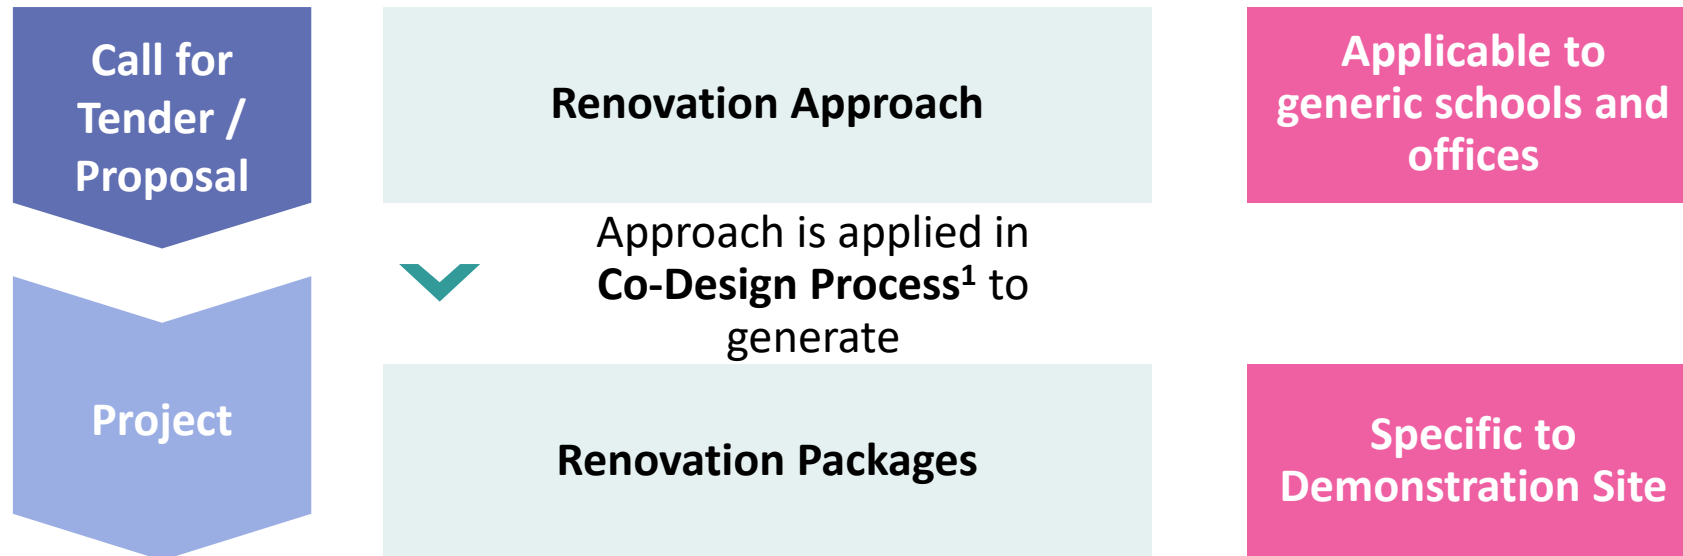 Call for
Tender /
Proposal
Renovation Approach
Applicable to
generic schools and
offices
Approach is applied in
Co-Design Process¹ to
generate
Project
Renovation Packages
Specific to
Demonstration Site